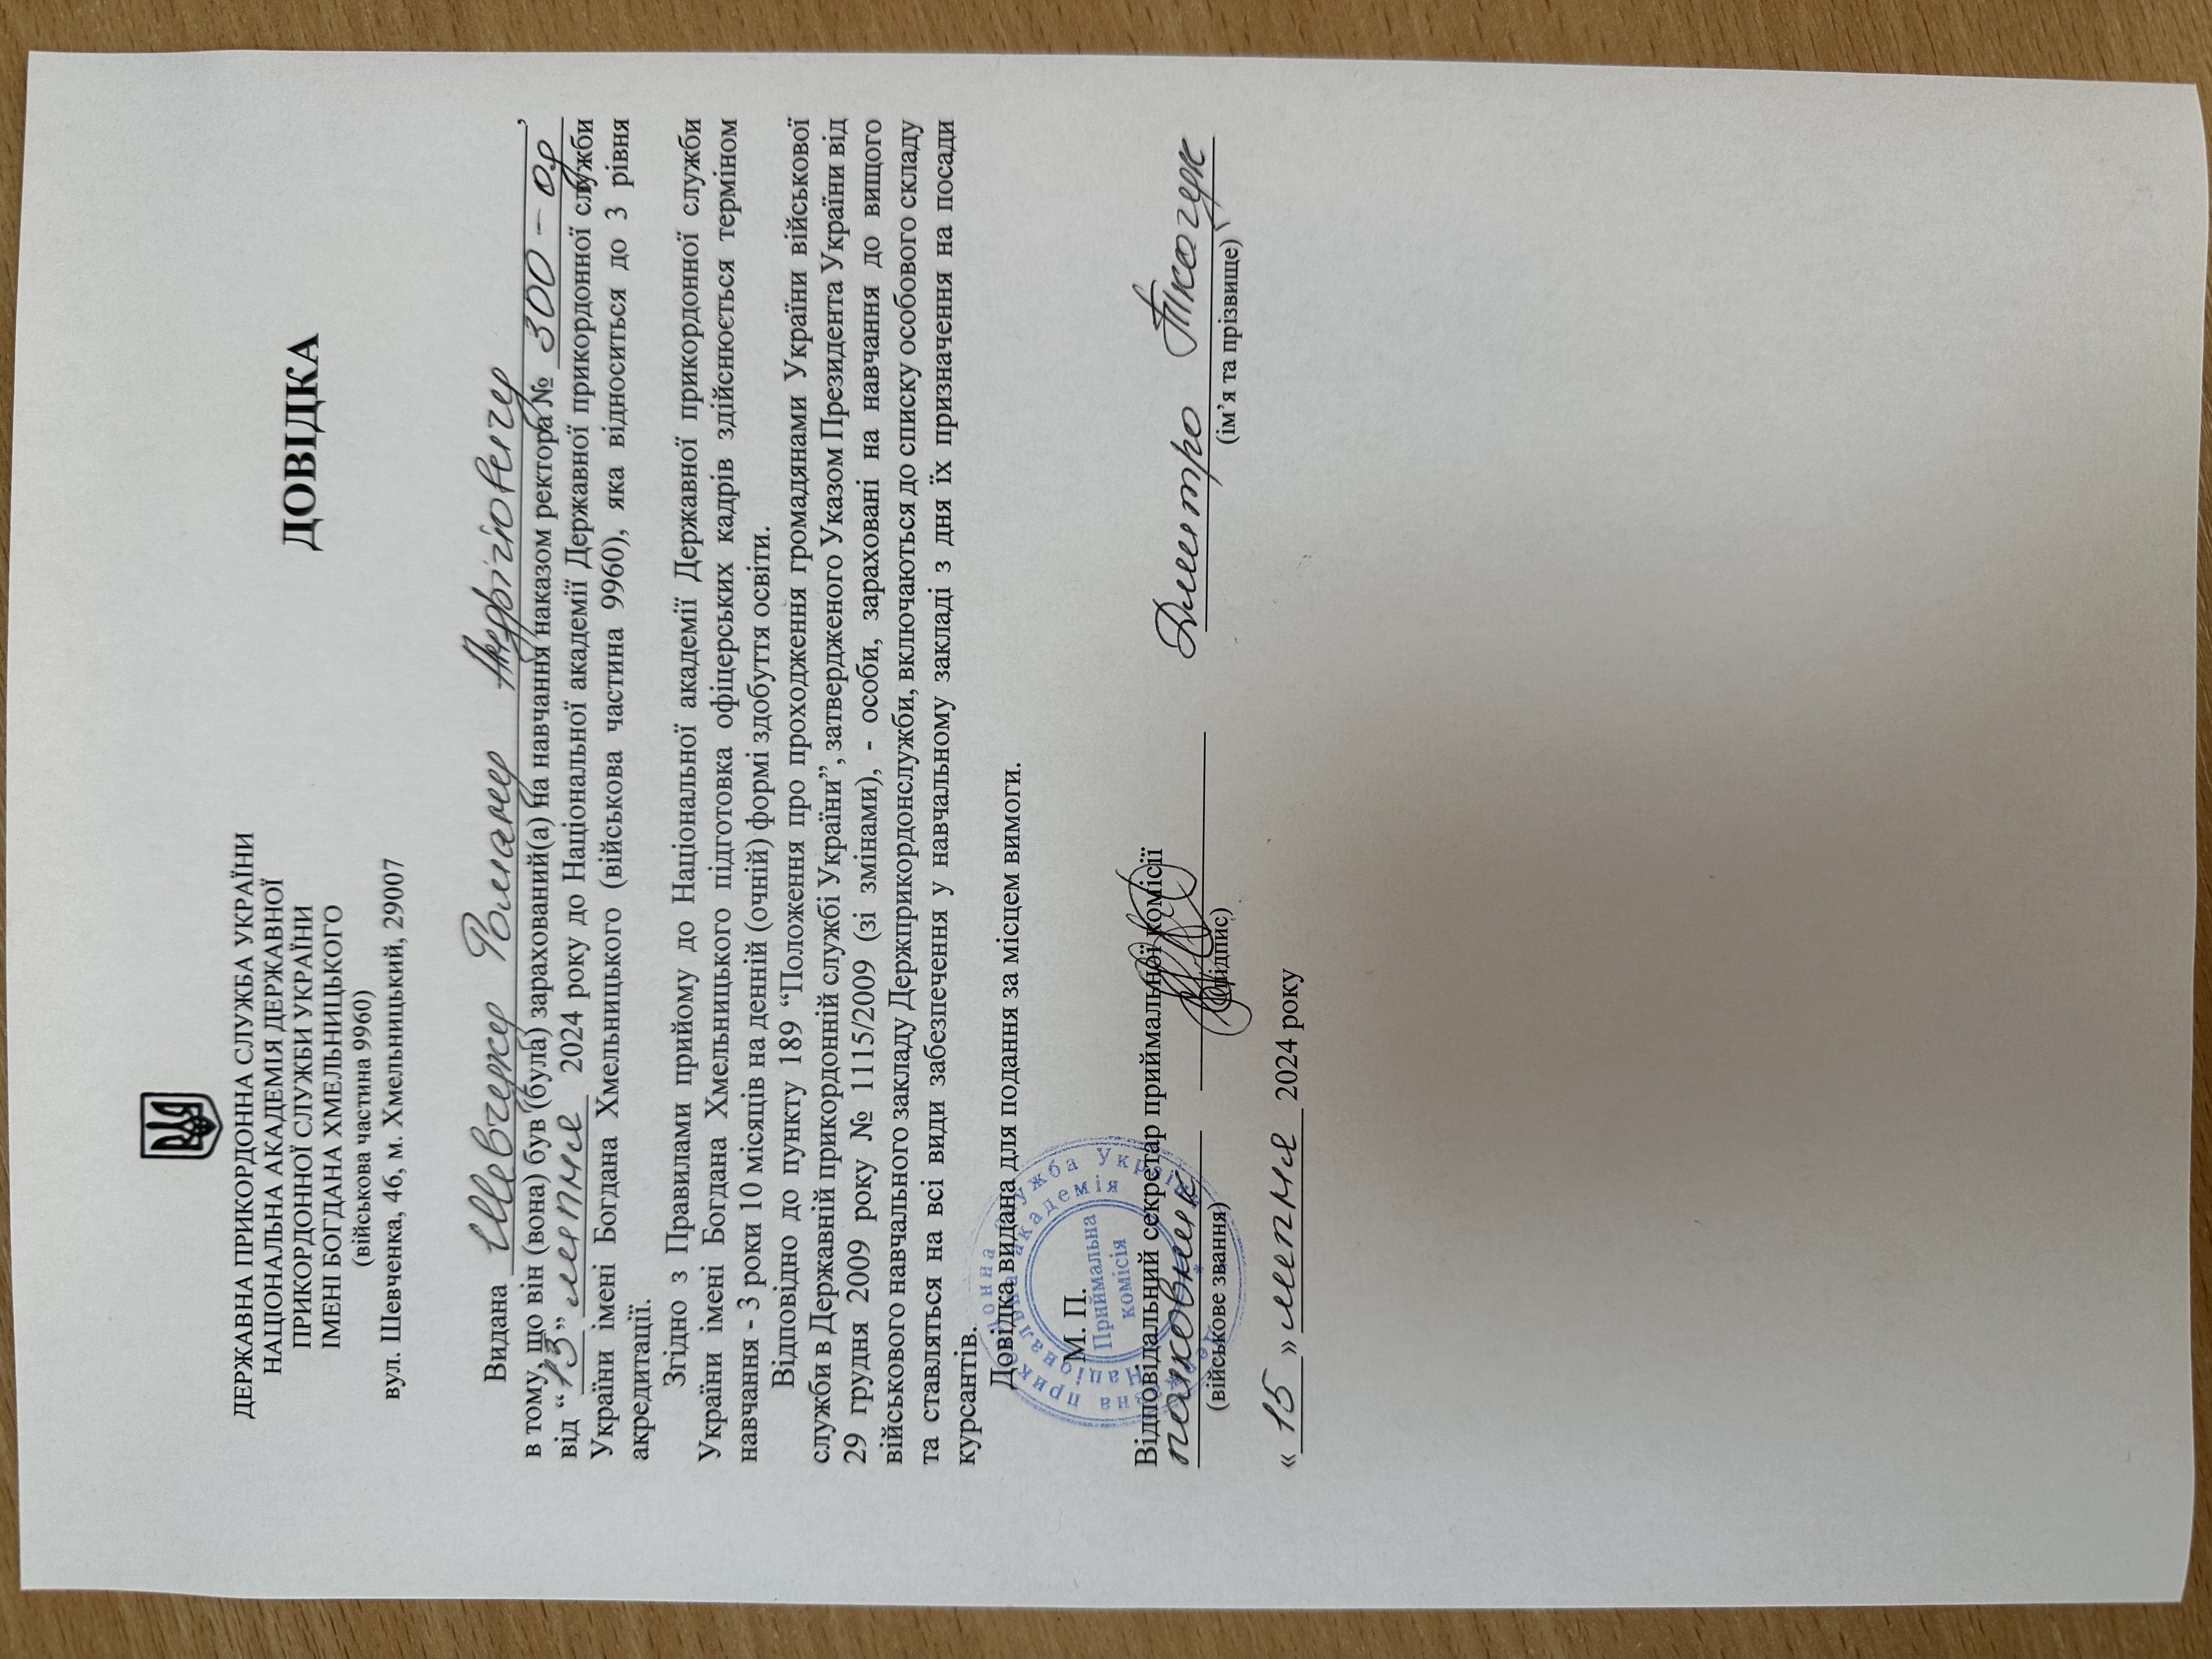 ДЕРЖАВНА ПРИКОРДОННА СЛУЖБА УКРАЇНИ
НАЦІОНАЛЬНА АКАДЕМІЯ ДЕРЖАВНОЇ
ПРИКОРДОННОЇ СЛУЖБИ УКРАЇНИ
ІМЕНІ БОГДАНА ХМЕЛЬНИЦЬКОГО
(військова частина 9960)
вул. Шевченка, 46, м. Хмельницький, 29007
ДОВІДКА
Видана Шевчуку Роману Андрійовичу,
в тому, що він (вона) був (була) зарахований(а) на навчання наказом ректора № 300 – од
від “13” липня 2024 року до Національної академії Державної прикордонної служби
України імені Богдана Хмельницького (військова частина 9960), яка відноситься до 3 рівня
акредитації.
Згідно з Правилами прийому до Національної академії Державної прикордонної служби
України імені Богдана Хмельницького підготовка офіцерських кадрів здійснюється терміном
навчання - 3 роки 10 місяців на денній (очній) формі здобуття освіти.
Відповідно до пункту 189 “Положення про проходження громадянами України військової
служби в Державній прикордонній службі України”, затвердженого Указом Президента України від
29 грудня 2009 року № 1115/2009 (зі змінами), - особи, зараховані на навчання до вищого
військового навчального закладу Держприкордонслужби, включаються до списку особового складу
та ставляться на всі види забезпечення у навчальному закладі з дня їх призначення на посади
курсантів.
Довідка видана для подання за місцем вимоги.
М. П.
Державна прикордонна служба України
Національна академія
Приймальна
комісія
Відповідальний секретар приймальної комісії
полковник Дмитро Ткачук
(військове звання) (підпис) (ім’я та прізвище)
«15» липня 2024 року